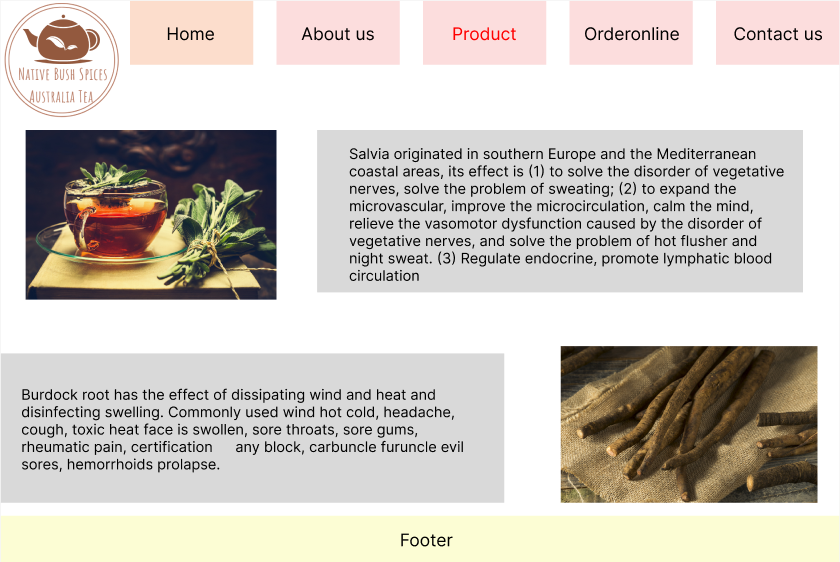 Native Bush Spices
Australia Tea
Home
About us
Product
Orderonline
Contact us
Salvia originated in southern Europe and the Mediterranean
coastal areas, its effect is (1) to solve the disorder of vegetative
nerves, solve the problem of sweating; (2) to expand the
microvascular, improve the microcirculation, calm the mind,
relieve the vasomotor dysfunction caused by the disorder of
vegetative nerves, and solve the problem of hot flusher and
night sweat. (3) Regulate endocrine, promote lymphatic blood
circulation
Burdock root has the effect of dissipating wind and heat and
disinfecting swelling. Commonly used wind hot cold, headache,
cough, toxic heat face is swollen, sore throats, sore gums,
rheumatic pain, certification any block, carbuncle furuncle evil
sores, hemorrhoids prolapse.
Footer